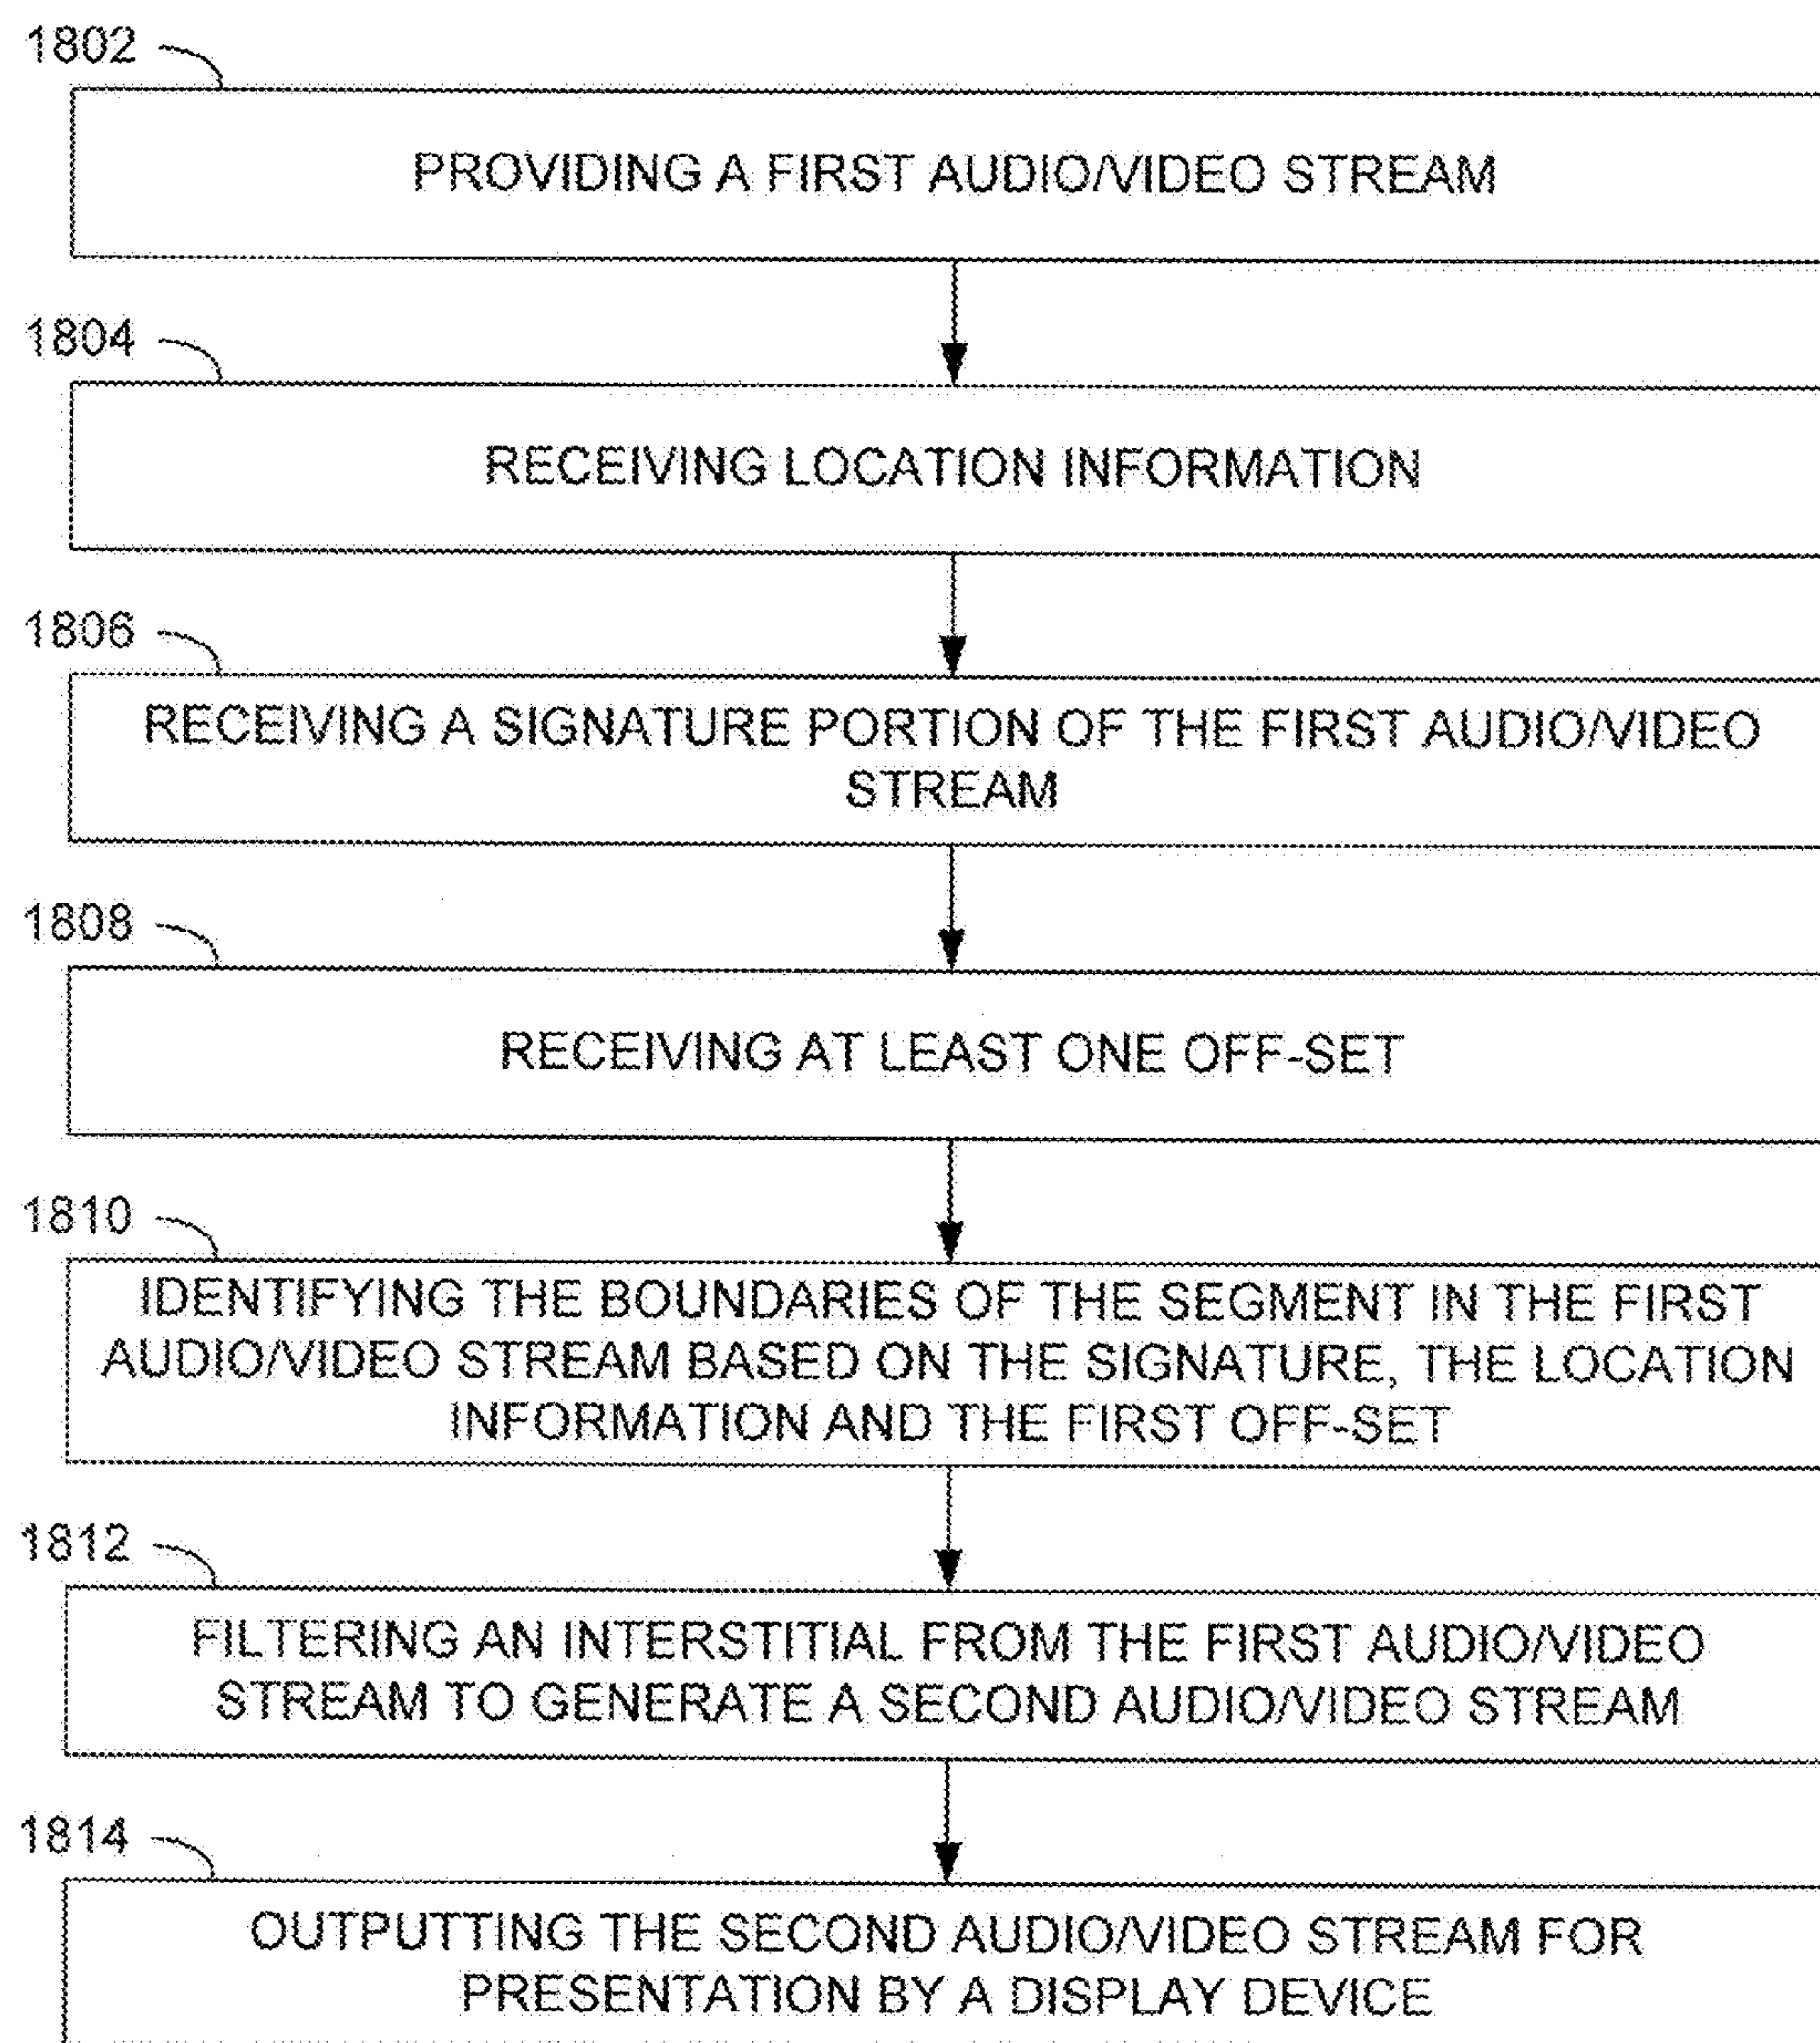 1802
PROVIDING A FIRST AUDIO/VIDEO STREAM
1804
RECEIVING LOCATION INFORMATION
1806
RECEIVING A SIGNATURE PORTION OF THE FIRST AUDIO/VIDEO
STREAM
1808
RECEIVING AT LEAST ONE OFF-SET
1810
IDENTIFYING THE BOUNDARIES OF THE SEGMENT IN THE FIRST
AUDIO/VIDEO STREAM BASED ON THE SIGNATURE, THE LOCATION
INFORMATION AND THE FIRST OFF-SET
1812
FILTERING AN INTERSTITIAL FROM THE FIRST AUDIO/VIDEO
STREAM TO GENERATE A SECOND AUDIO/VIDEO STREAM
1814
OUTPUTTING THE SECOND AUDIO/VIDEO STREAM FOR
PRESENTATION BY A DISPLAY DEVICE